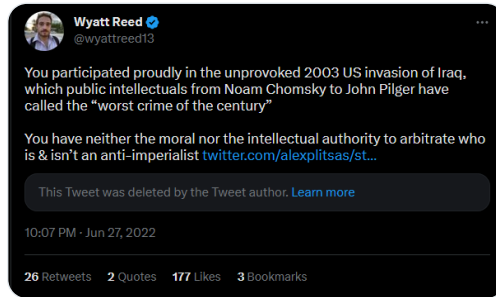 Wyatt Reed
@wyattreed13
You participated proudly in the unprovoked 2003 US invasion of Iraq,
which public intellectuals from Noam Chomsky to John Pilger have
called the “worst crime of the century”
You have neither the moral nor the intellectual authority to arbitrate who
is & isn’t an anti-imperialist twitter.com/alexplitsas/st...
This Tweet was deleted by the Tweet author. Learn more
10:07 PM · Jun 27, 2022
26 Retweets 2 Quotes 177 Likes 3 Bookmarks